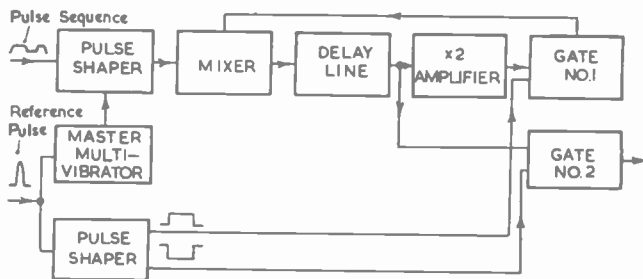 Pulse Sequence
PULSE
SHAPER
MIXER
DELAY
LINE
x2
AMPLIFIER
GATE
NO.1
Reference
Pulse
MASTER
MULTI-
VIBRATOR
GATE
NO.2
PULSE
SHAPER